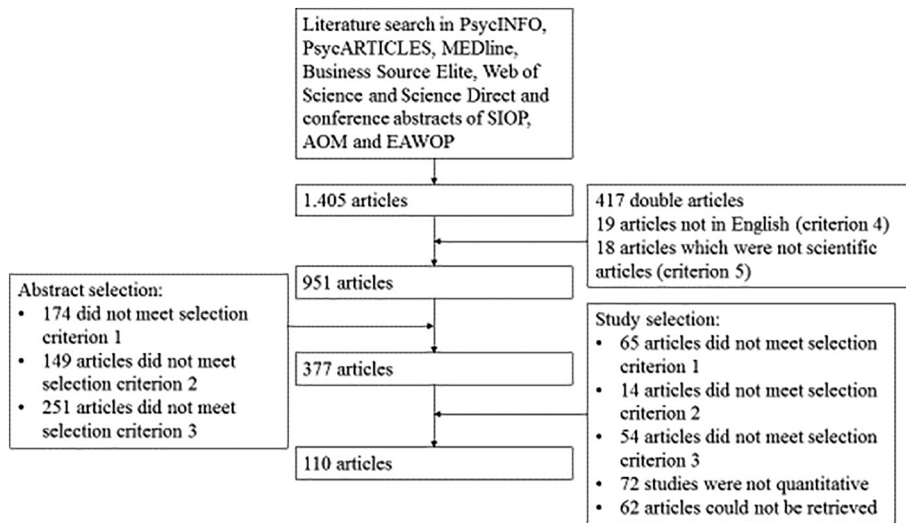 Literature search in PsycINFO,
PsycARTICLES, MEDline,
Business Source Elite, Web of
Science and Science Direct and
conference abstracts of SIOP,
AOM and EAWOP
1.405 articles
417 double articles
19 articles not in English (criterion 4)
18 articles which were not scientific
articles (criterion 5)
951 articles
Abstract selection:
• 174 did not meet selection
criterion 1
• 149 articles did not meet
selection criterion 2
• 251 articles did not meet
selection criterion 3
377 articles
Study selection:
• 65 articles did not meet selection
criterion 1
• 14 articles did not meet selection
criterion 2
• 54 articles did not meet selection
criterion 3
• 72 studies were not quantitative
• 62 articles could not be retrieved
110 articles